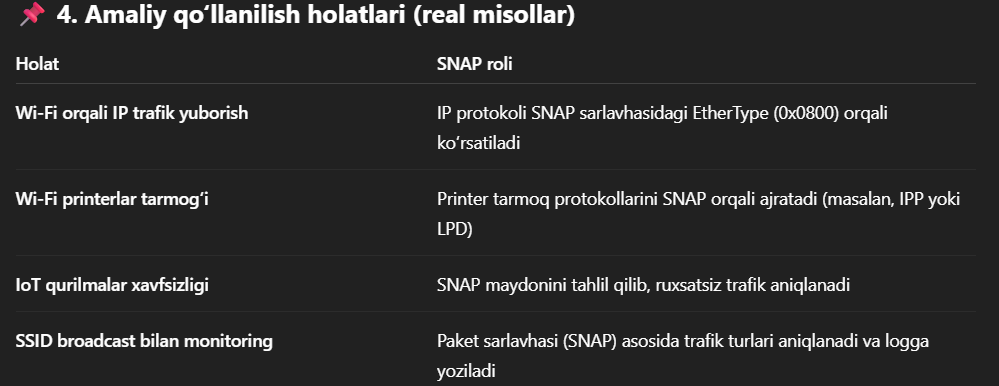 📌 4. Amaliy qo‘llanilish holatlari (real misollar)
Holat SNAP roli
Wi-Fi orqali IP trafik yuborish IP protokoli SNAP sarlavhasidagi EtherType (0x0800) orqali
ko‘rsatiladi
Wi-Fi printerlar tarmog‘i Printer tarmoq protokollarini SNAP orqali ajratadi (masalan, IPP yoki
LPD)
IoT qurilmalar xavfsizligi SNAP maydonini tahlil qilib, ruxsatsiz trafik aniqlanadi
SSID broadcast bilan monitoring Paket sarlavhasi (SNAP) asosida trafik turlari aniqlanadi va logga
yoziladi